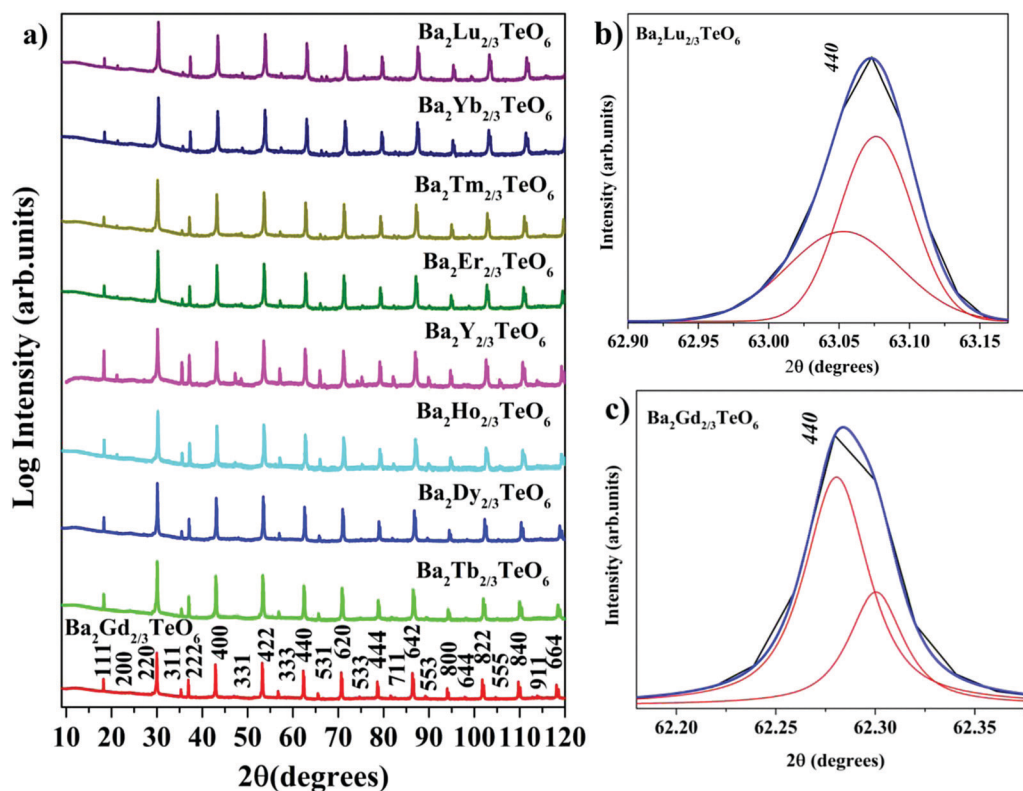 a)
Log Intensity (arb.units)
Ba2Lu2/3TeO6
Ba2Yb2/3TeO6
Ba2Tm2/3TeO6
Ba2Er2/3TeO6
Ba2Y2/3TeO6
Ba2Ho2/3TeO6
Ba2Dy2/3TeO6
Ba2Tb2/3TeO6
Ba2Gd2/3TeO6
111 200 220 311 222 400 331 422 333 440 531 620 533 444 711 642 553 800 644 822 555 840 911 664
10 20 30 40 50 60 70 80 90 100 110 120
2θ(degrees)
b)
Ba2Lu2/3TeO6
440
Intensity (arb.units)
62.90 62.95 63.00 63.05 63.10 63.15
2θ (degrees)
c)
Ba2Gd2/3TeO6
440
Intensity (arb.units)
62.20 62.25 62.30 62.35
2θ (degrees)